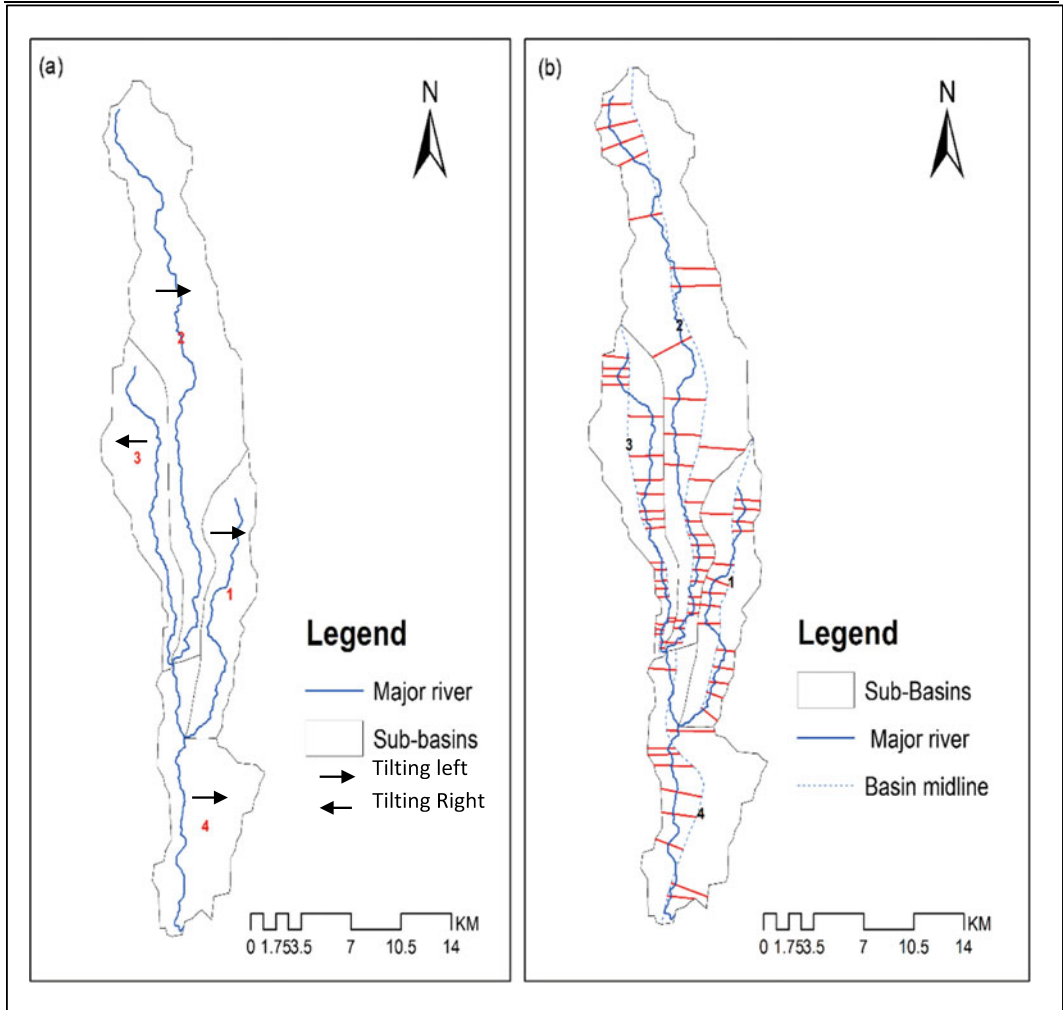 (a)
N
2
3
1
Legend
Major river
Sub-basins
Tilting left
Tilting Right
4
KM
0 1.753.5 7 10.5 14
(b)
N
2
3
1
Legend
Sub-Basins
Major river
Basin midline
4
KM
0 1.753.5 7 10.5 14